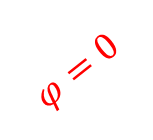 φ = 0